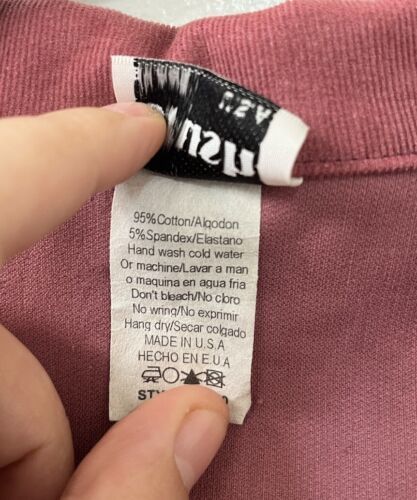 USA
95%Cotton/Algodon
5%Spandex/Elastano
Hand wash cold water
Or machine/Lavar a man
o maquina en agua fria
Don't bleach/No cloro
No wring/No exprimir
Hang dry/Secar colgado
MADE IN U.S.A
HECHO EN E.U.A